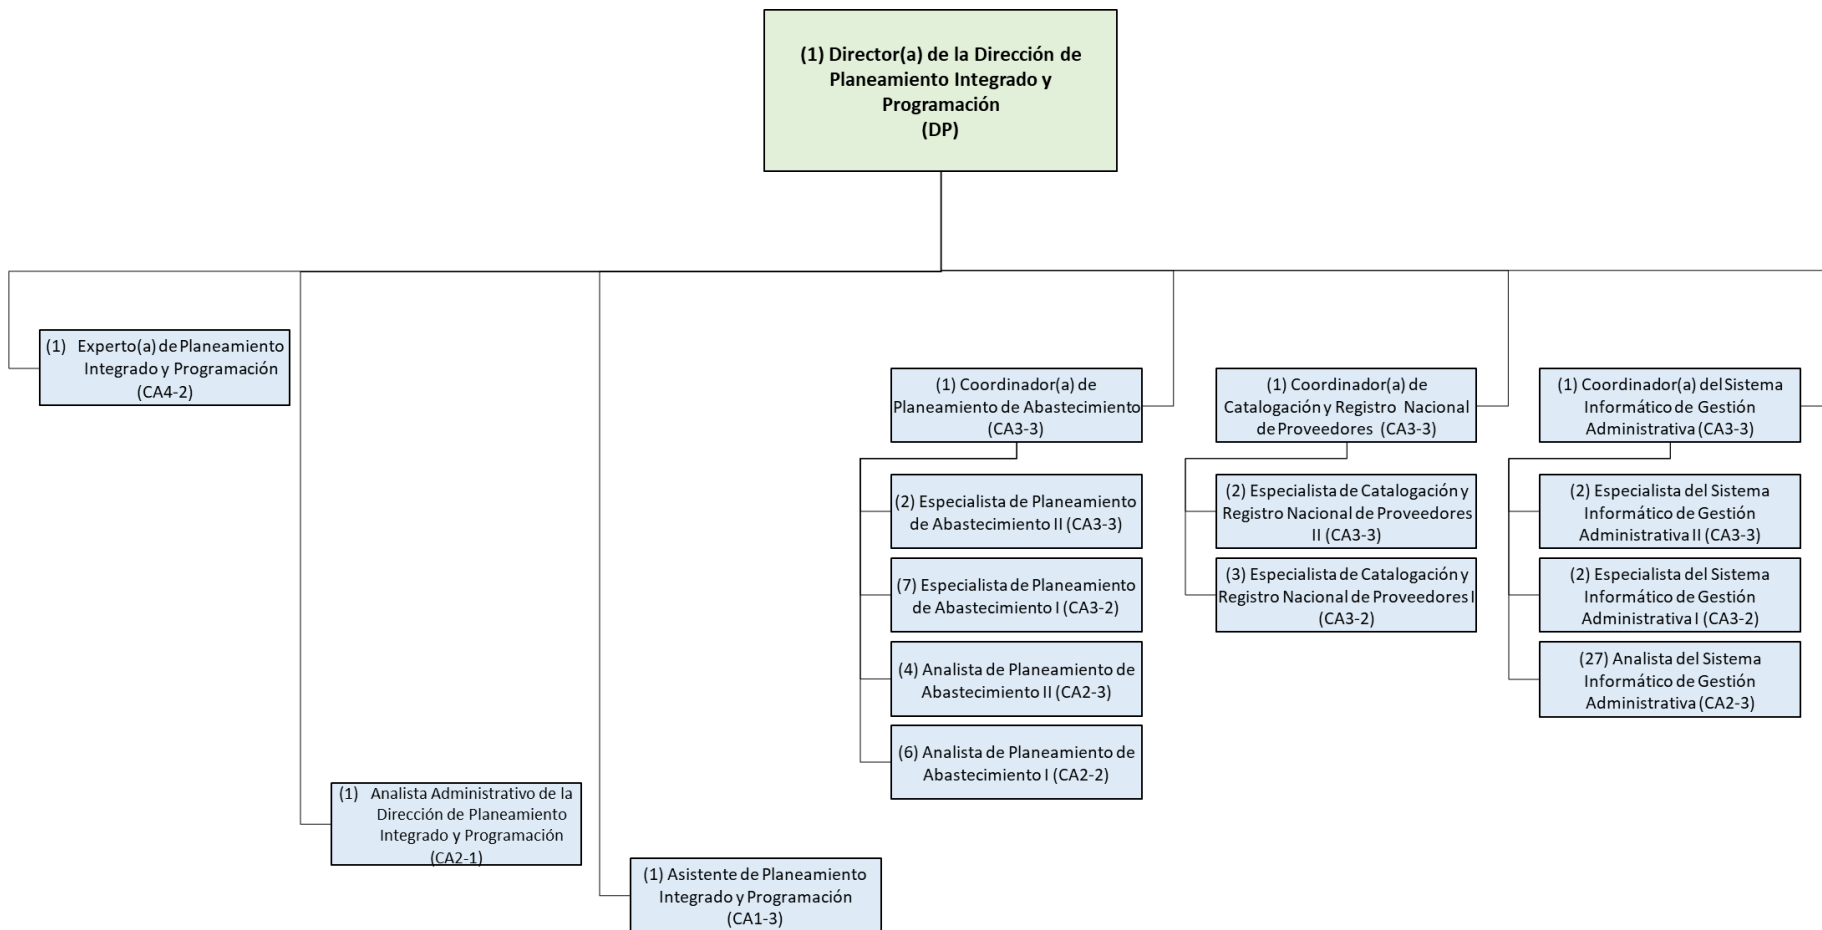 (1) Director(a) de la Dirección de
Planeamiento Integrado y
Programación
(DP)
(1) Experto(a) de Planeamiento
Integrado y Programación
(CA4-2)
(1) Analista Administrativo de la
Dirección de Planeamiento
Integrado y Programación
(CA2-1)
(1) Asistente de Planeamiento
Integrado y Programación
(CA1-3)
(1) Coordinador(a) de
Planeamiento de Abastecimiento
(CA3-3)
(2) Especialista de Planeamiento
de Abastecimiento II (CA3-3)
(7) Especialista de Planeamiento
de Abastecimiento I (CA3-2)
(4) Analista de Planeamiento de
Abastecimiento II (CA2-3)
(6) Analista de Planeamiento de
Abastecimiento I (CA2-2)
(1) Coordinador(a) de
Catalogación y Registro Nacional
de Proveedores (CA3-3)
(2) Especialista de Catalogación y
Registro Nacional de Proveedores
II (CA3-3)
(3) Especialista de Catalogación y
Registro Nacional de Proveedores I
(CA3-2)
(1) Coordinador(a) del Sistema
Informático de Gestión
Administrativa (CA3-3)
(2) Especialista del Sistema
Informático de Gestión
Administrativa II (CA3-3)
(2) Especialista del Sistema
Informático de Gestión
Administrativa I (CA3-2)
(27) Analista del Sistema
Informático de Gestión
Administrativa (CA2-3)